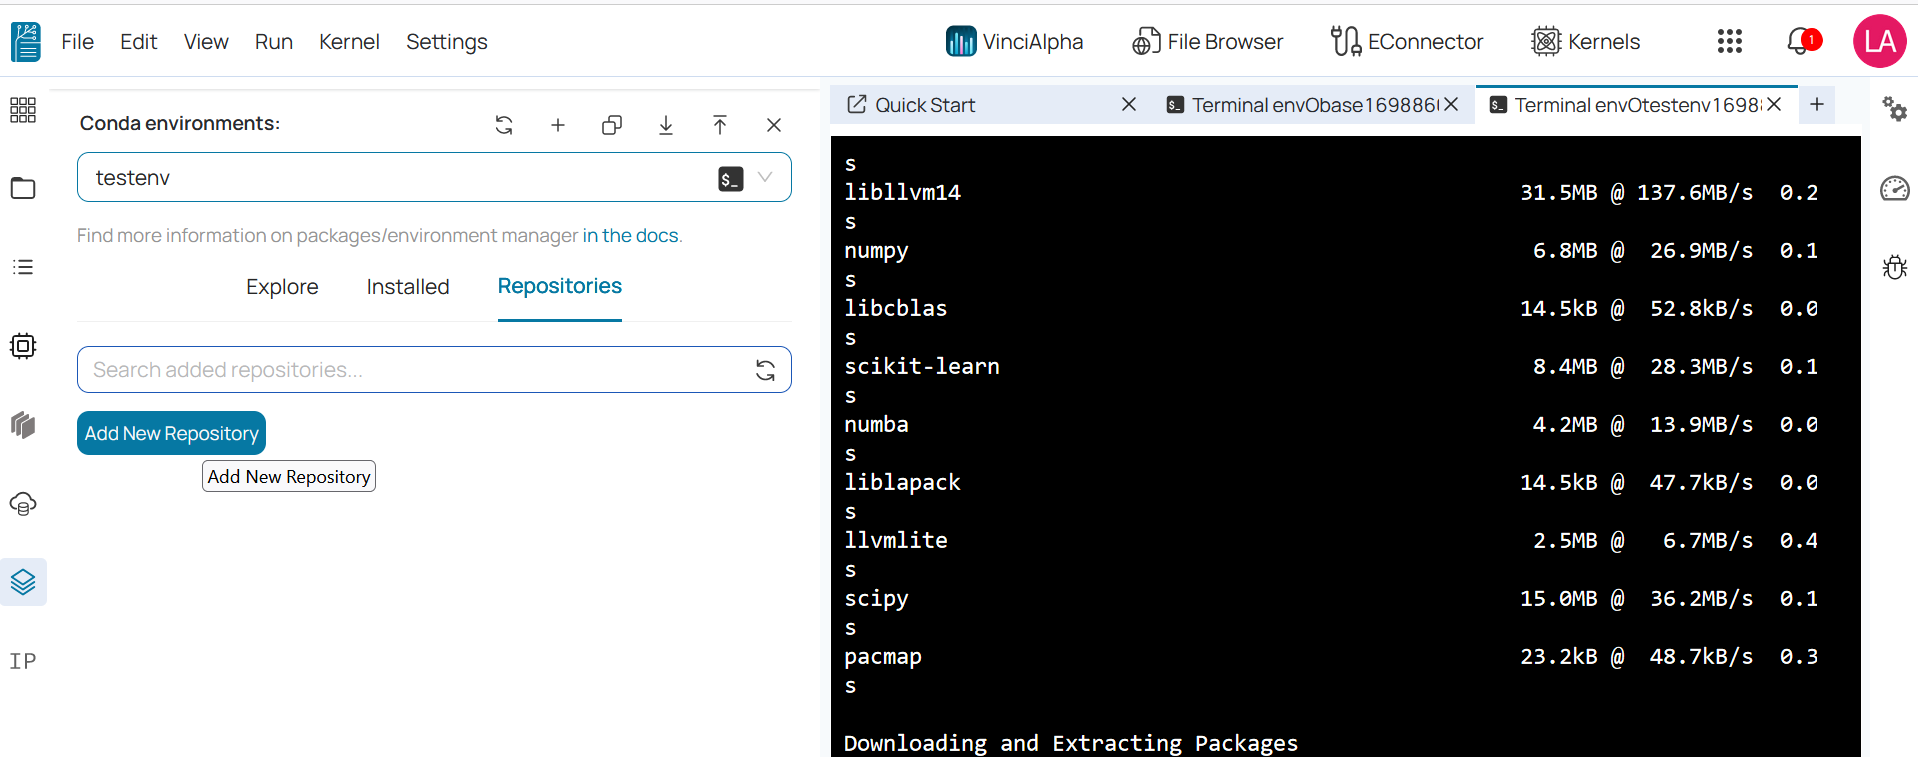 File Edit View Run Kernel Settings VinciAlpha File Browser EConnector Kernels 1 LA
Conda environments:
Quick Start Terminal envObase169886 Terminal envOtestenv1698
testenv $_
Find more information on packages/environment manager in the docs.
Explore Installed Repositories
Search added repositories...
Add New Repository
Add New Repository
IP
s
libllvm14 31.5MB @ 137.6MB/s 0.2
s
numpy 6.8MB @ 26.9MB/s 0.1
s
libcblas 14.5kB @ 52.8kB/s 0.0
s
scikit-learn 8.4MB @ 28.3MB/s 0.1
s
numba 4.2MB @ 13.9MB/s 0.0
s
liblapack 14.5kB @ 47.7kB/s 0.0
s
llvmlite 2.5MB @ 6.7MB/s 0.4
s
scipy 15.0MB @ 36.2MB/s 0.1
s
pacmap 23.2kB @ 48.7kB/s 0.3
s
Downloading and Extracting Packages